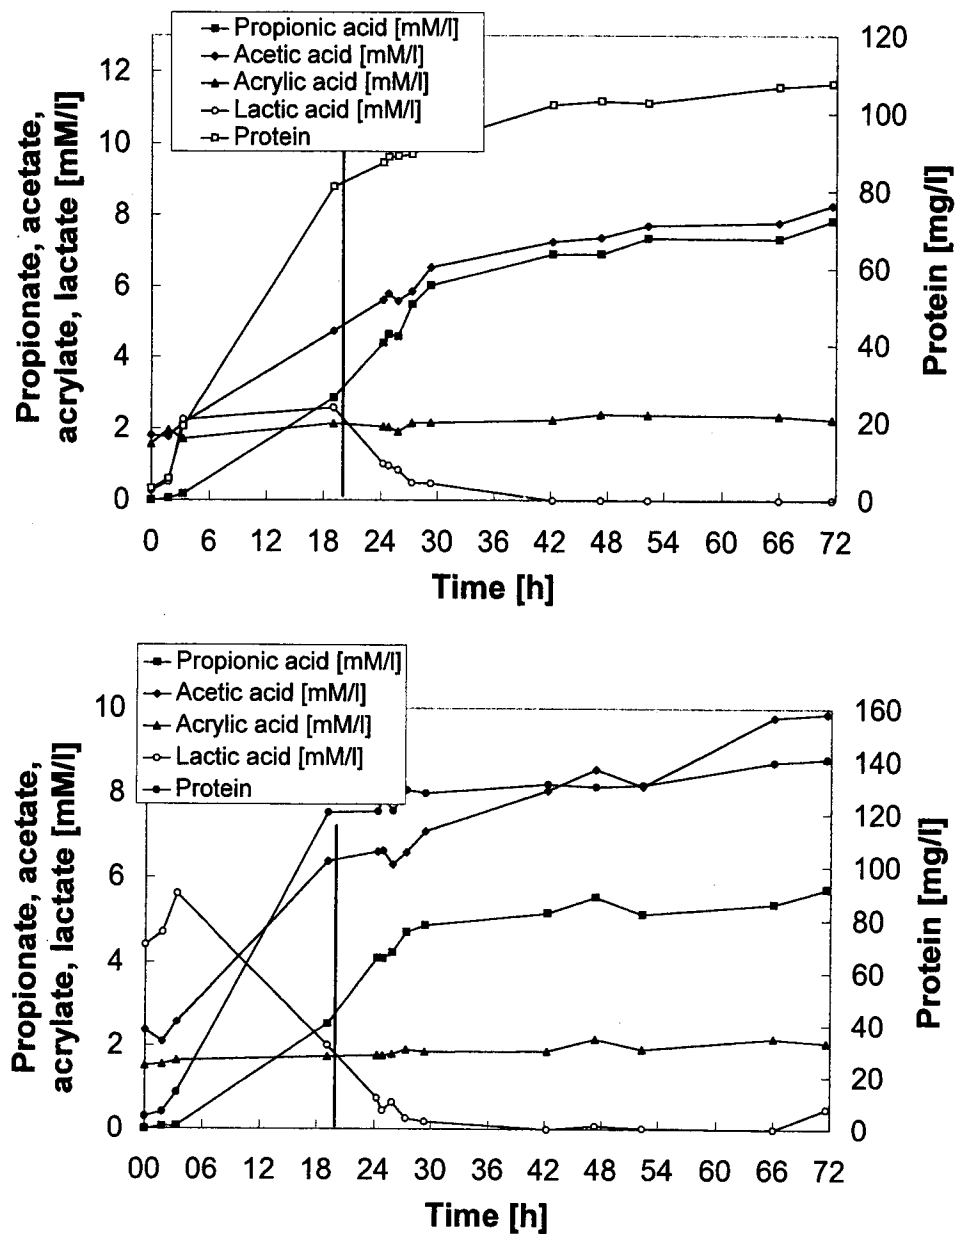 Propionic acid [mM/l]
Acetic acid [mM/l]
Acrylic acid [mM/l]
Lactic acid [mM/l]
Protein
Propionate, acetate,
acrylate, lactate [mM/l]
12
10
8
6
4
2
0
120
100
80
60
40
20
0
Protein [mg/l]
0 6 12 18 24 30 36 42 48 54 60 66 72
Time [h]
Propionic acid [mM/l]
Acetic acid [mM/l]
Acrylic acid [mM/l]
Lactic acid [mM/l]
Protein
Propionate, acetate,
acrylate, lactate [mM/l]
10
8
6
4
2
0
160
140
120
100
80
60
40
20
0
Protein [mg/l]
00 06 12 18 24 30 36 42 48 54 60 66 72
Time [h]